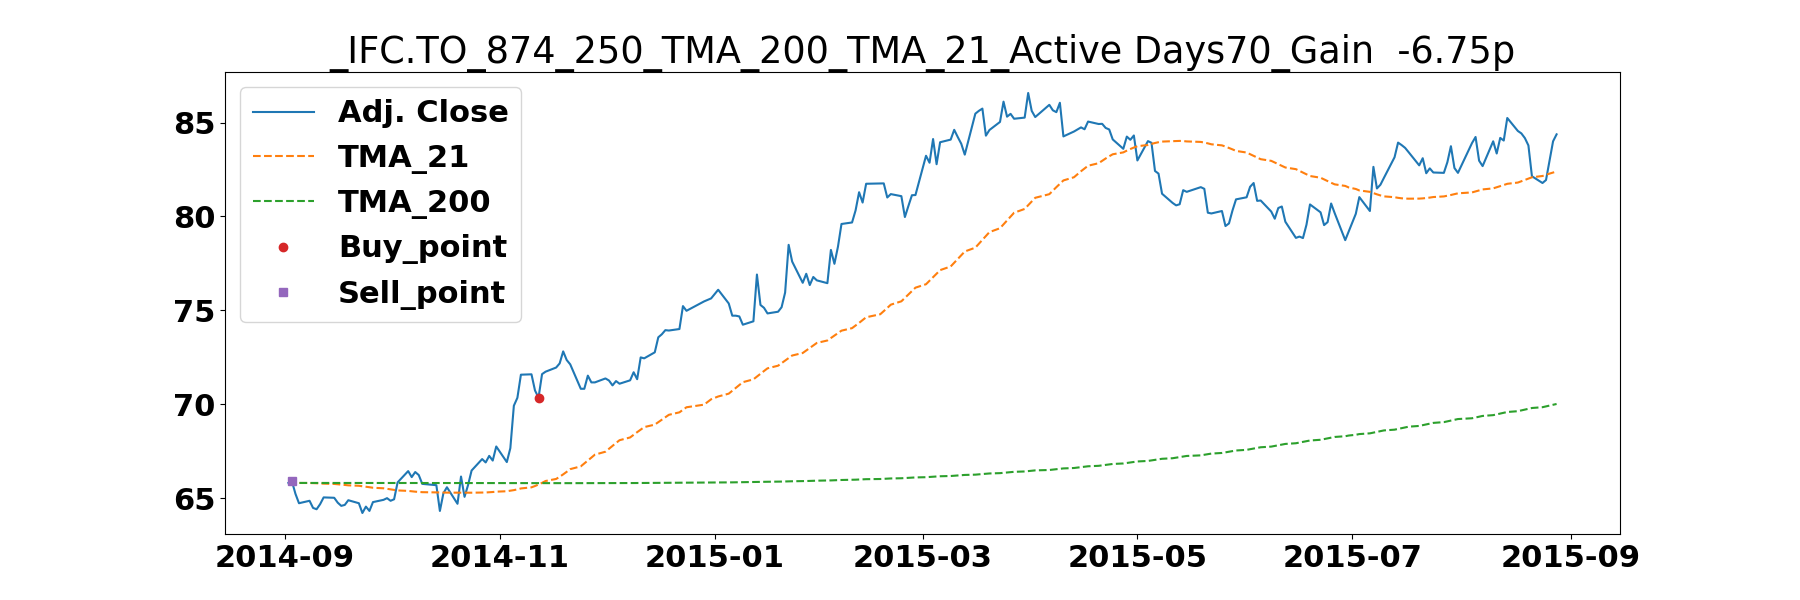 _IFC.TO_874_250_TMA_200_TMA_21_Active Days70_Gain  -6.75p
Adj. Close
TMA_21
TMA_200
Buy_point
Sell_point
85
80
75
70
65
2014-09 2014-11 2015-01 2015-03 2015-05 2015-07 2015-09